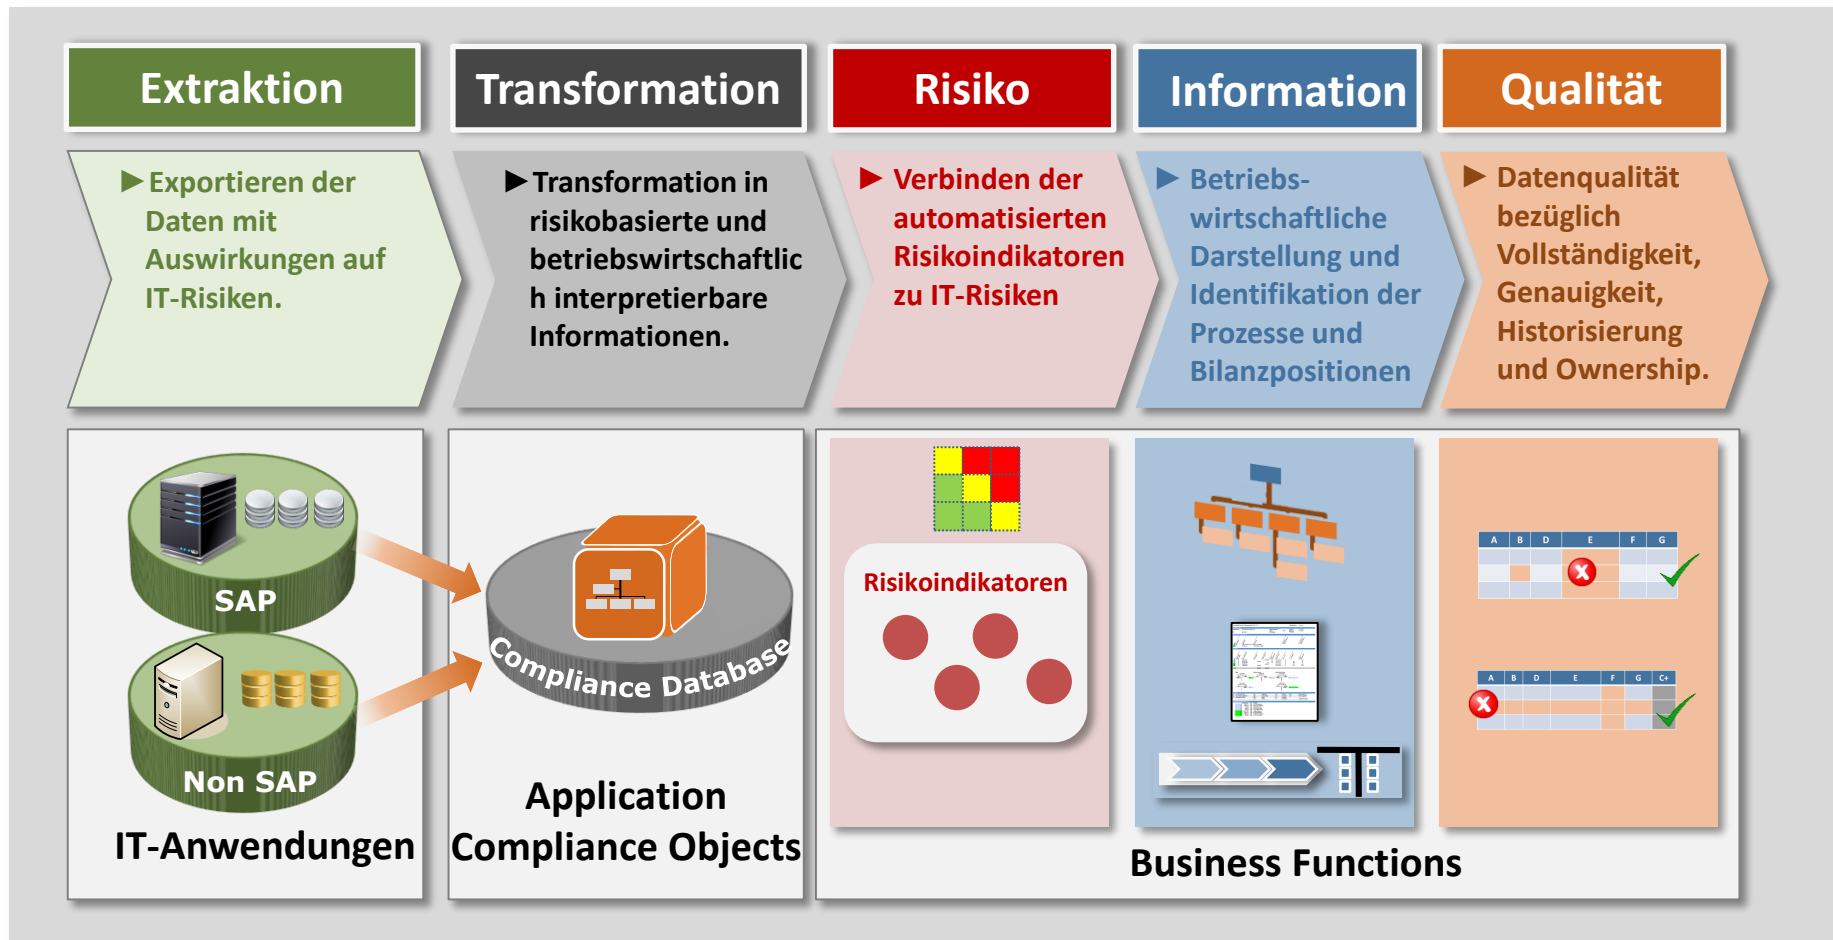 Extraktion
Transformation
Risiko
Information
Qualität
►Exportieren der
Daten mit
Auswirkungen auf
IT-Risiken.
►Transformation in
risikobasierte und
betriebswirtschaftlic
h interpretierbare
Informationen.
► Verbinden der
automatisierten
Risikoindikatoren
zu IT-Risiken
► Betriebs-
wirtschaftliche
Darstellung und
Identifikation der
Prozesse und
Bilanzpositionen
► Datenqualität
bezüglich
Vollständigkeit,
Genauigkeit,
Historisierung
und Ownership.
SAP
Non SAP
IT-Anwendungen
Compliance Database
Application
Compliance Objects
Risikoindikatoren
A B D E F G
A B D E F G C+
Business Functions